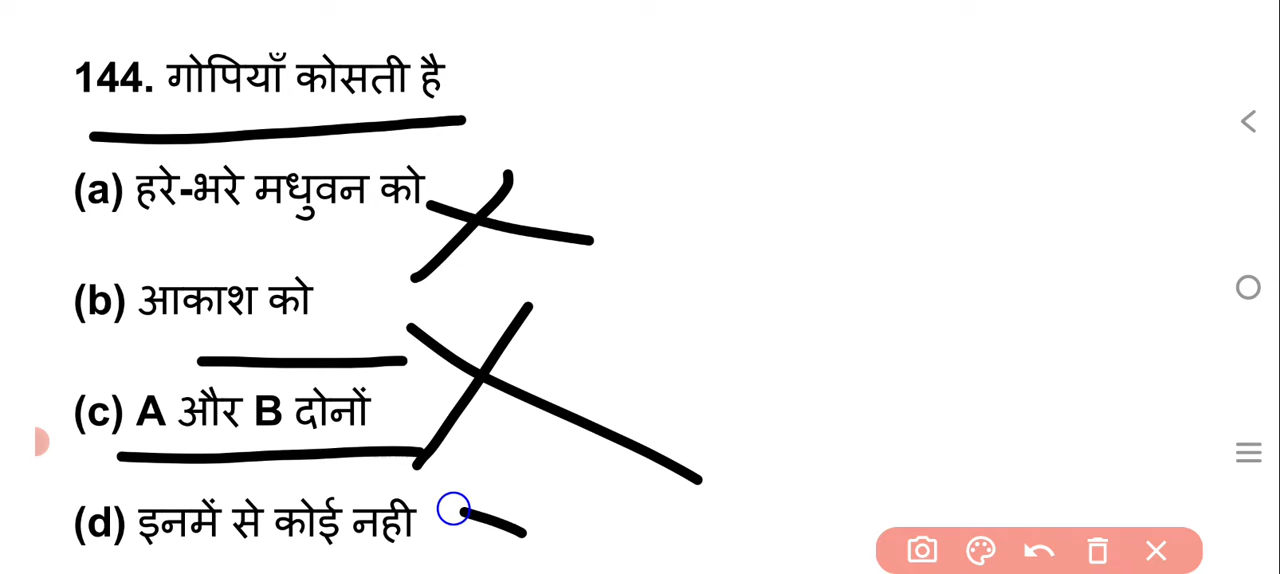 144. गोपियाँ कोसती है
(a) हरे-भरे मधुवन को
(b) आकाश को
(c) A और B दोनों
(d) इनमें से कोई नही